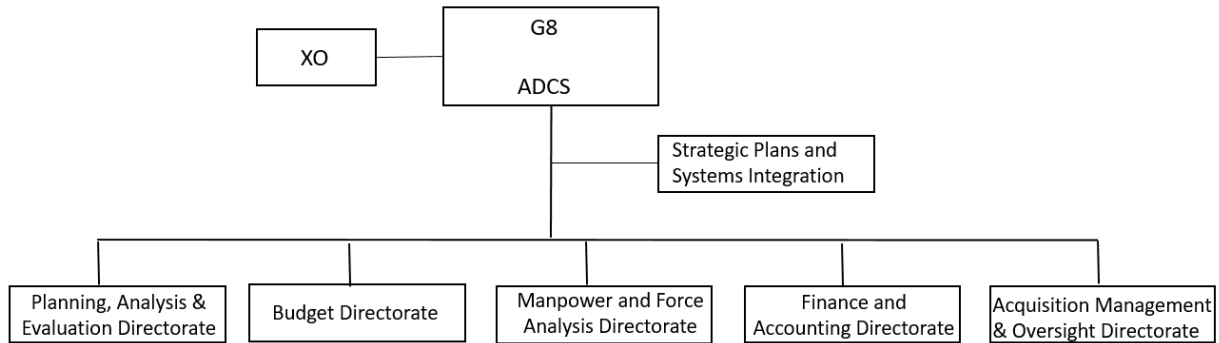 G8
XO
ADCS
Strategic Plans and
Systems Integration
Planning, Analysis &
Evaluation Directorate
Budget Directorate
Manpower and Force
Analysis Directorate
Finance and
Accounting Directorate
Acquisition Management
& Oversight Directorate